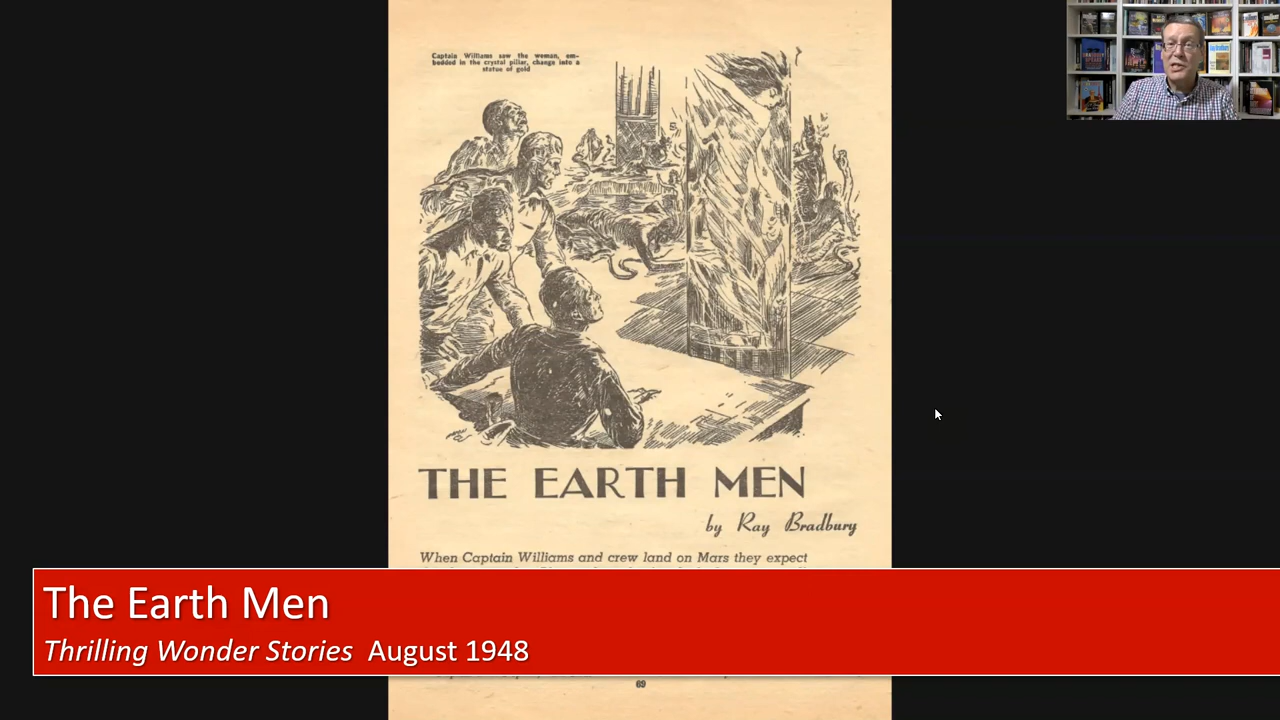 Captain Williams saw the woman, em-
bedded in the crystal pillar, change into a
statue of gold
THE EARTH MEN
by Ray Bradbury
When Captain Williams and crew land on Mars they expect
The Earth Men
Thrilling Wonder Stories August 1948
69